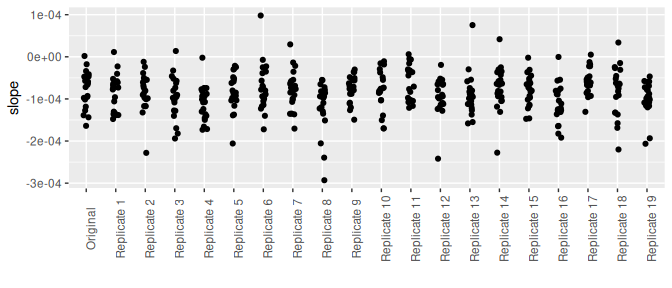 slope
1e-04
0e+00
-1e-04
-2e-04
-3e-04
Original
Replicate 1
Replicate 2
Replicate 3
Replicate 4
Replicate 5
Replicate 6
Replicate 7
Replicate 8
Replicate 9
Replicate 10
Replicate 11
Replicate 12
Replicate 13
Replicate 14
Replicate 15
Replicate 16
Replicate 17
Replicate 18
Replicate 19